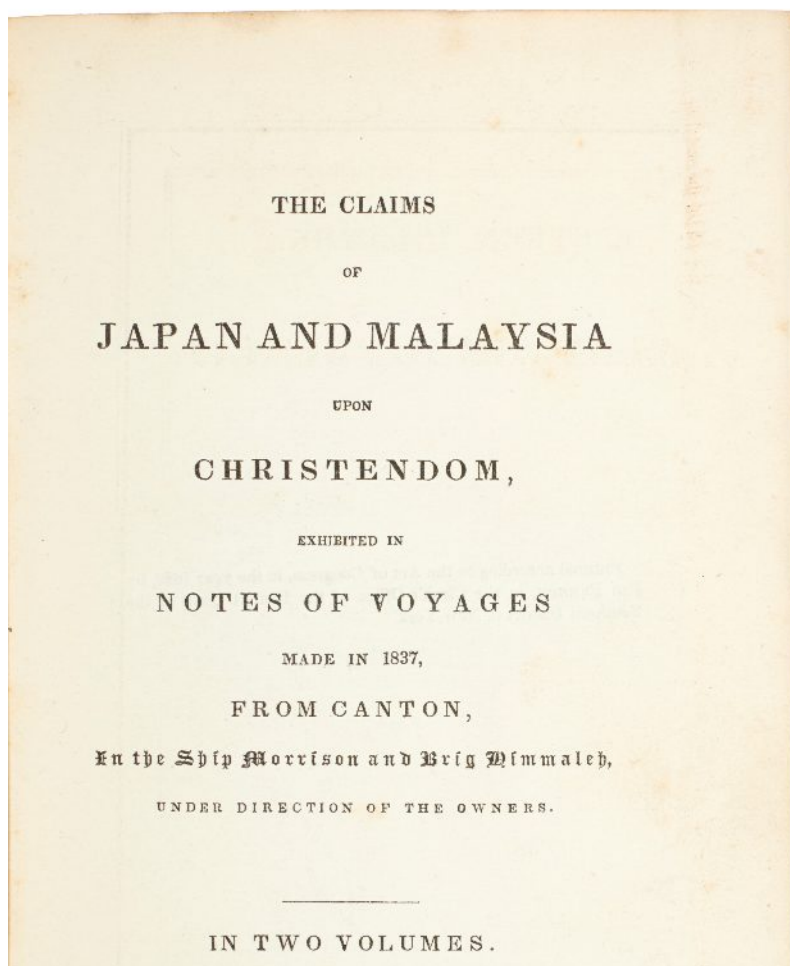 THE CLAIMS
OF
JAPAN AND MALAYSIA
UPON
CHRISTENDOM,
EXHIBITED IN
NOTES OF VOYAGES
MADE IN 1837,
FROM CANTON,
In the Ship Morrison and Brig Himmaleh,
UNDER DIRECTION OF THE OWNERS.
IN TWO VOLUMES.